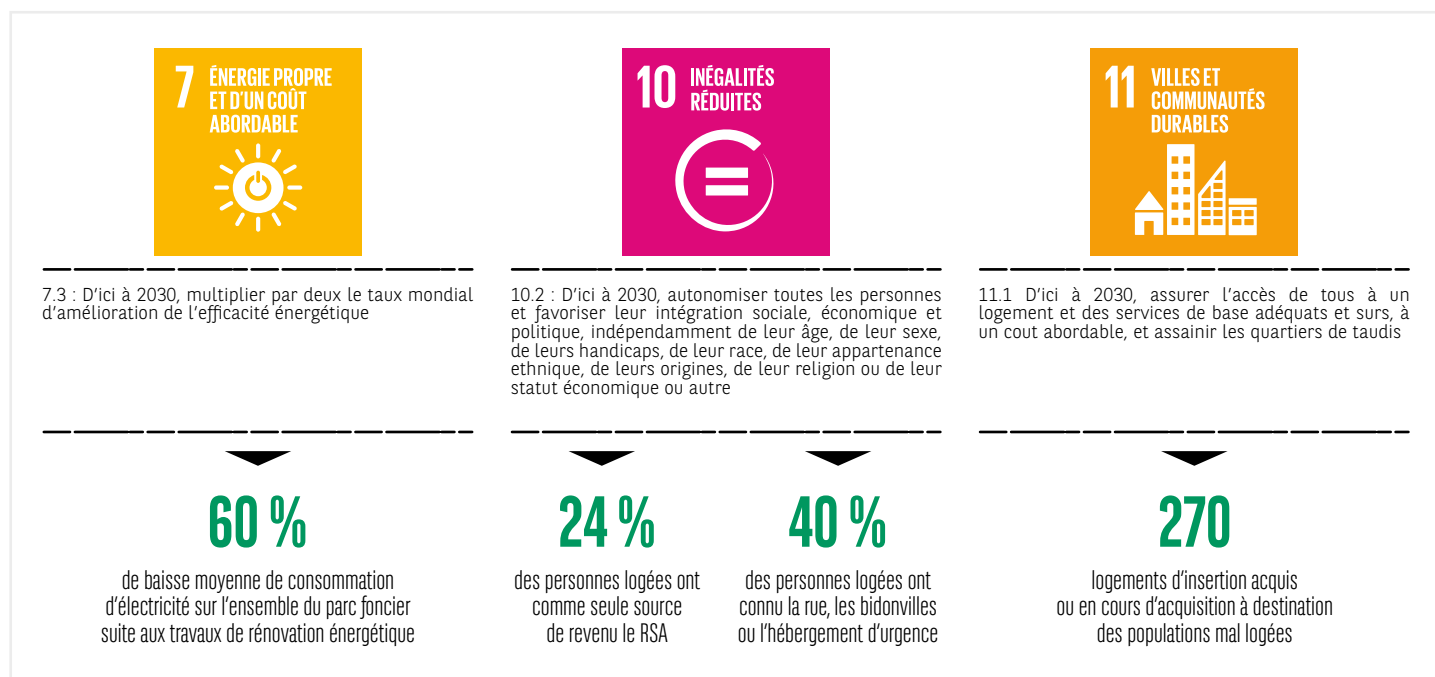 7 ÉNERGIE PROPRE
ET D'UN COÛT
ABORDABLE
7.3 : D'ici à 2030, multiplier par deux le taux mondial
d'amélioration de l'efficacité énergétique
60 %
de baisse moyenne de consommation
d'électricité sur l'ensemble du parc foncier
suite aux travaux de rénovation énergétique
10 INÉGALITÉS
RÉDUITES
10.2 : D'ici à 2030, autonomiser toutes les personnes
et favoriser leur intégration sociale, économique et
politique, indépendamment de leur âge, de leur sexe,
de leurs handicaps, de leur race, de leur appartenance
ethnique, de leurs origines, de leur religion ou de leur
statut économique ou autre
24 %
des personnes logées ont
comme seule source
de revenu le RSA
40 %
des personnes logées ont
connu la rue, les bidonvilles
ou l'hébergement d'urgence
11 VILLES ET
COMMUNAUTÉS
DURABLES
11.1 D'ici à 2030, assurer l'accès de tous à un
logement et des services de base adéquats et surs, à
un cout abordable, et assainir les quartiers de taudis
270
logements d'insertion acquis
ou en cours d'acquisition à destination
des populations mal logées